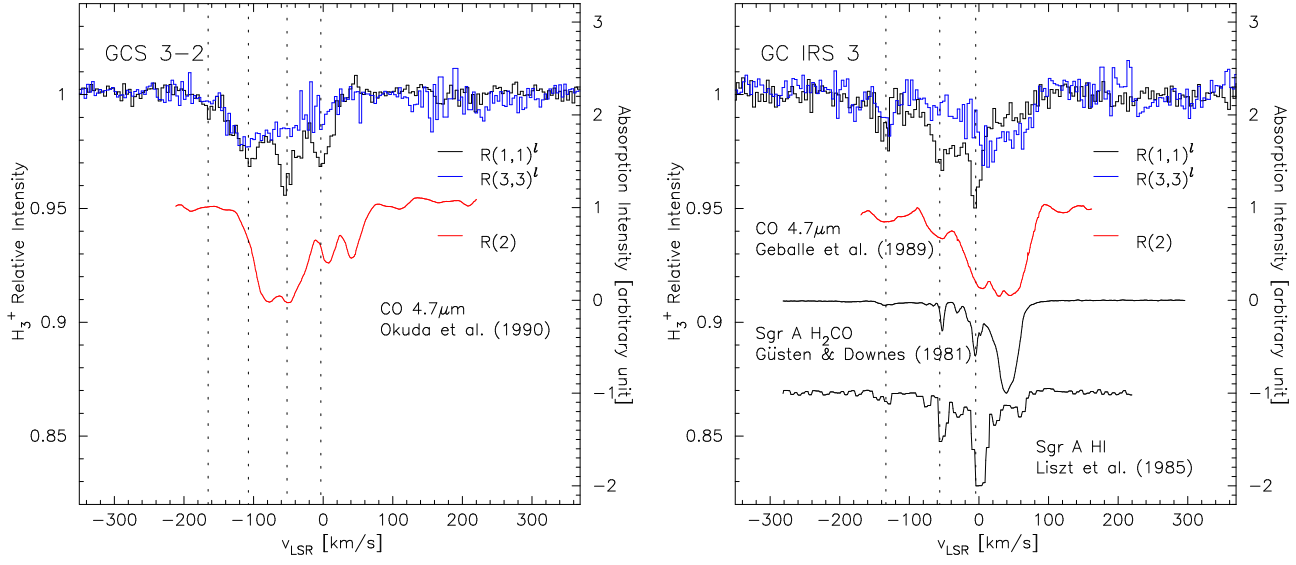 GCS 3-2
R(1,1)^l
R(3,3)^l
R(2)
CO 4.7μm
Okuda et al. (1990)
H3+ Relative Intensity
1
0.95
0.9
0.85
3
2
1
0
-1
-2
Absorption Intensity [arbitrary unit]
-300 -200 -100 0 100 200 300
vLSR [km/s]
GC IRS 3
R(1,1)^l
R(3,3)^l
R(2)
CO 4.7μm
Geballe et al. (1989)
Sgr A H2CO
Güsten & Downes (1981)
Sgr A HI
Liszt et al. (1985)
H3+ Relative Intensity
1
0.95
0.9
0.85
3
2
1
0
-1
-2
Absorption Intensity [arbitrary unit]
-300 -200 -100 0 100 200 300
vLSR [km/s]